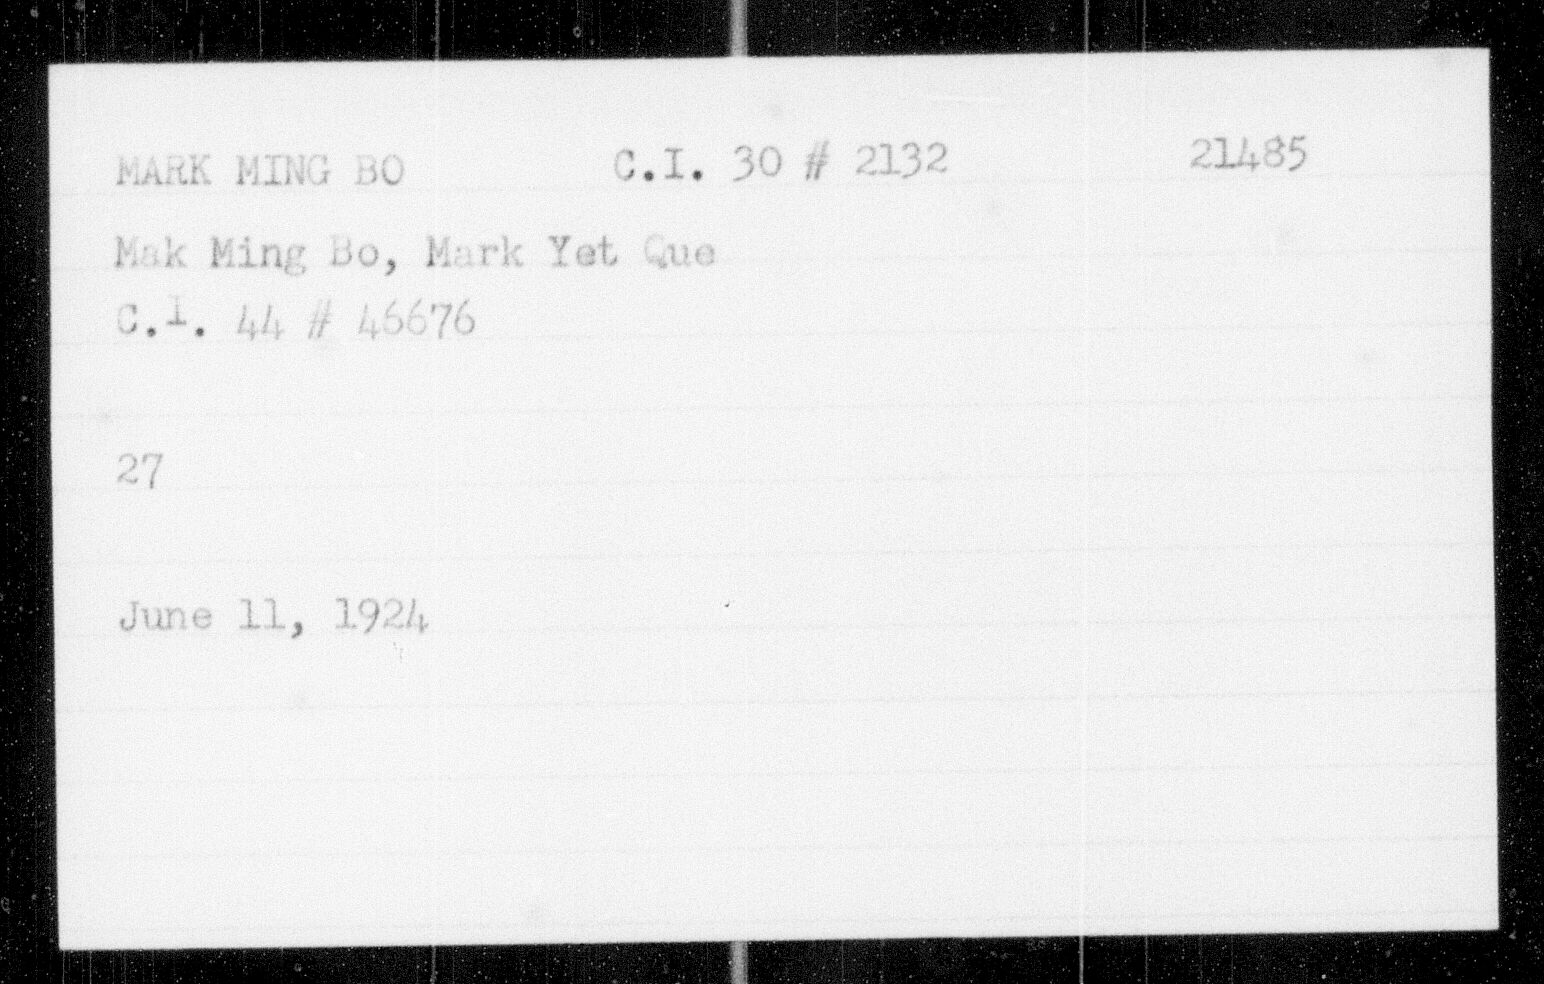 MARK MING BO C.I. 30 # 2132 21485
Mak Ming Bo, Mark Yet Que
C.I. 44 # 46676
27
June 11, 1924